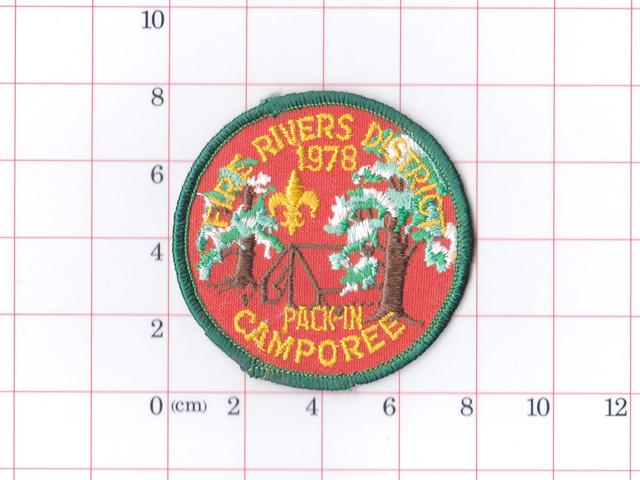 FIRE RIVERS DISTRICT
1978
PACK-IN
CAMPOREE
10
8
6
4
2
0 (cm) 2 4 6 8 10 12